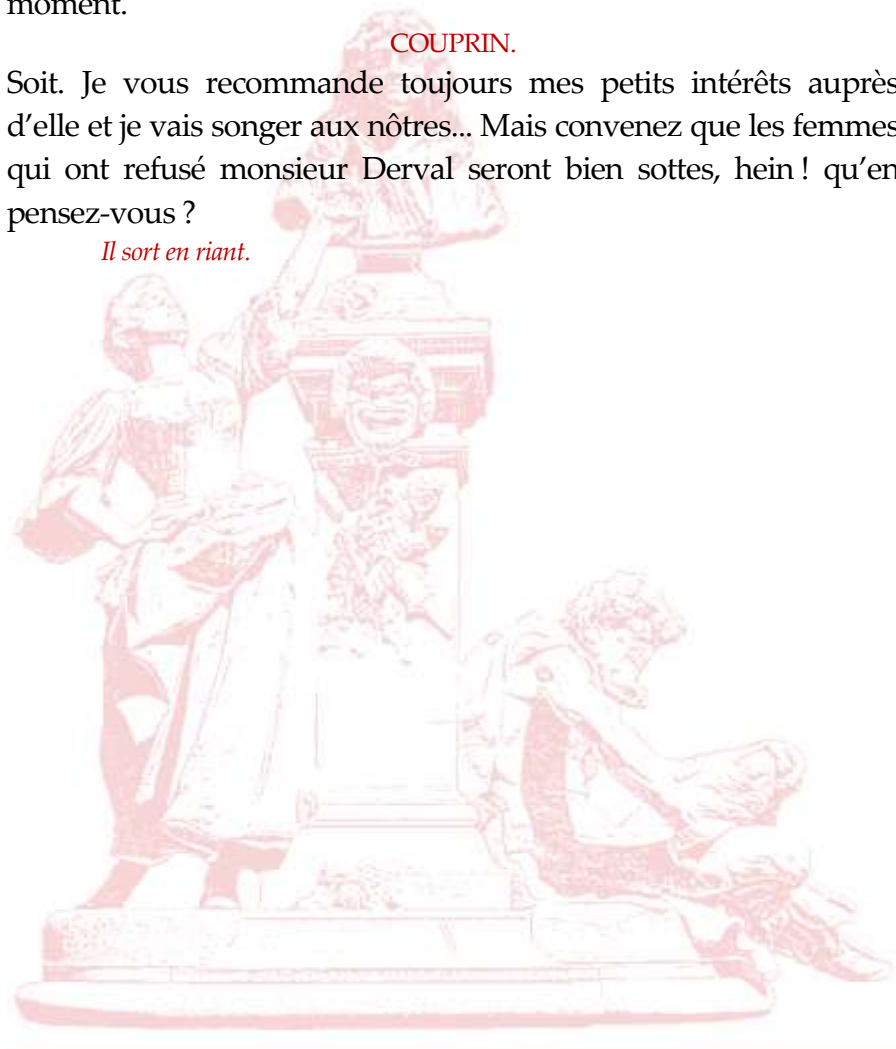 moment.
COUPRIN.
Soit. Je vous recommande toujours mes petits intérêts auprès
d’elle et je vais songer aux nôtres... Mais convenez que les femmes
qui ont refusé monsieur Derval seront bien sottes, hein ! qu’en
pensez-vous ?
Il sort en riant.